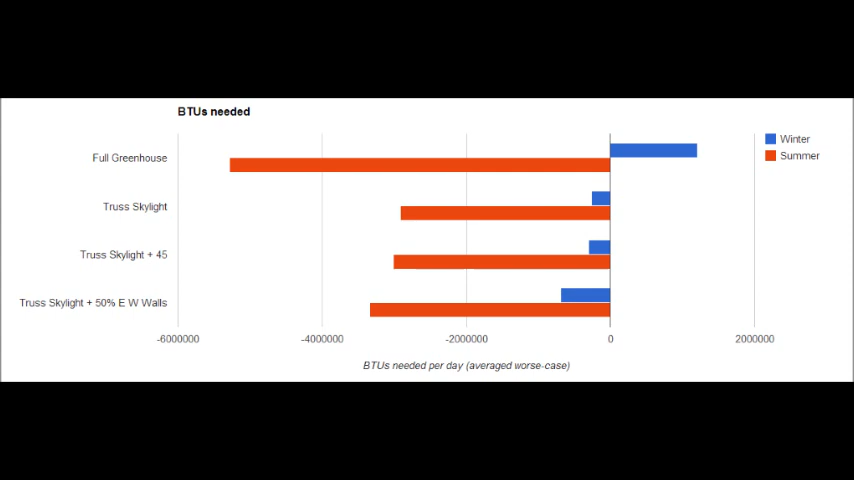 BTUs needed
Winter
Summer
Full Greenhouse
Truss Skylight
Truss Skylight + 45
Truss Skylight + 50% E W Walls
-6000000 -4000000 -2000000 0 2000000
BTUs needed per day (averaged worse-case)